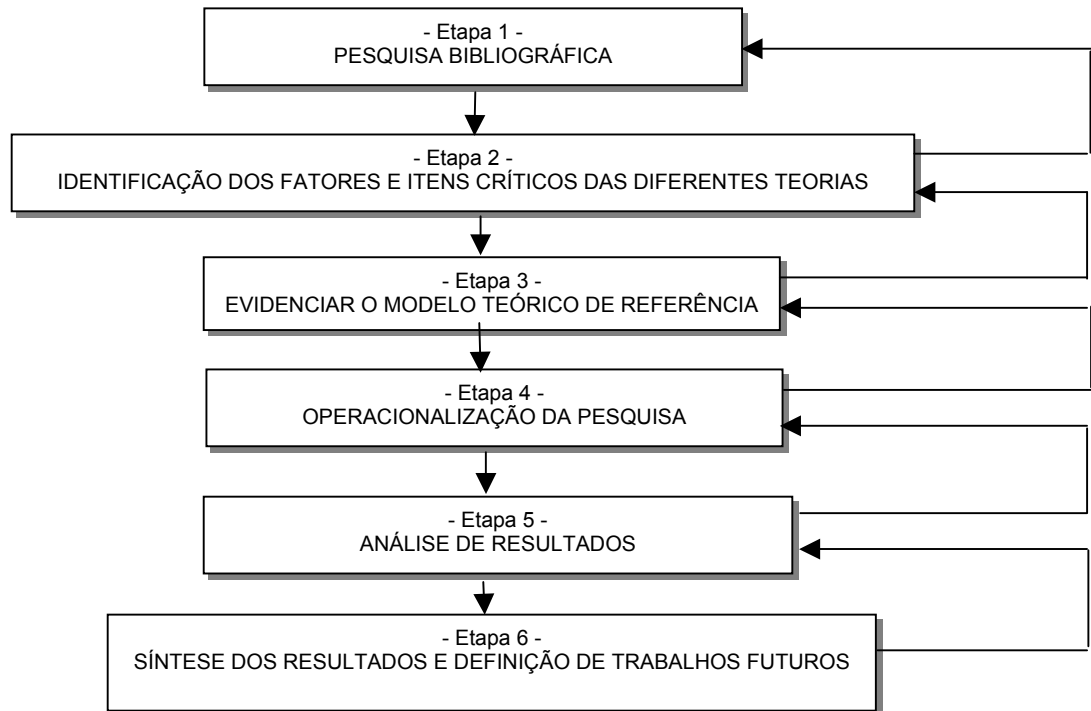 - Etapa 1 -
PESQUISA BIBLIOGRÁFICA
- Etapa 2 -
IDENTIFICAÇÃO DOS FATORES E ITENS CRÍTICOS DAS DIFERENTES TEORIAS
- Etapa 3 -
EVIDENCIAR O MODELO TEÓRICO DE REFERÊNCIA
- Etapa 4 -
OPERACIONALIZAÇÃO DA PESQUISA
- Etapa 5 -
ANÁLISE DE RESULTADOS
- Etapa 6 -
SÍNTESE DOS RESULTADOS E DEFINIÇÃO DE TRABALHOS FUTUROS